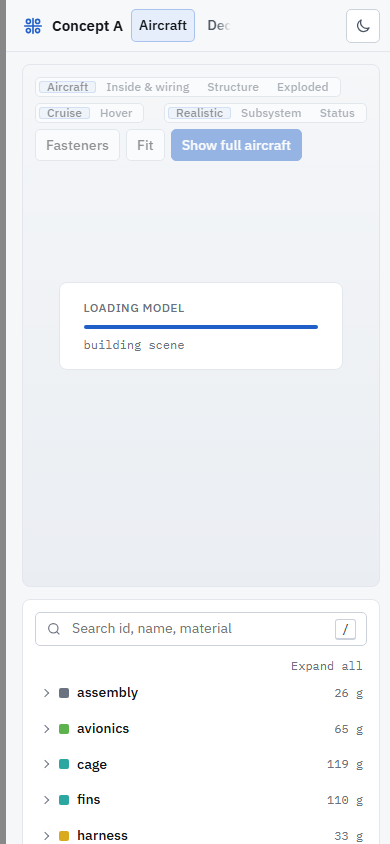 Concept A Aircraft Dec
Aircraft Inside & wiring Structure Exploded
Cruise Hover Realistic Subsystem Status
Fasteners Fit Show full aircraft
LOADING MODEL
building scene
Search id, name, material /
Expand all
assembly 26 g
avionics 65 g
cage 119 g
fins 110 g
harness 33 g